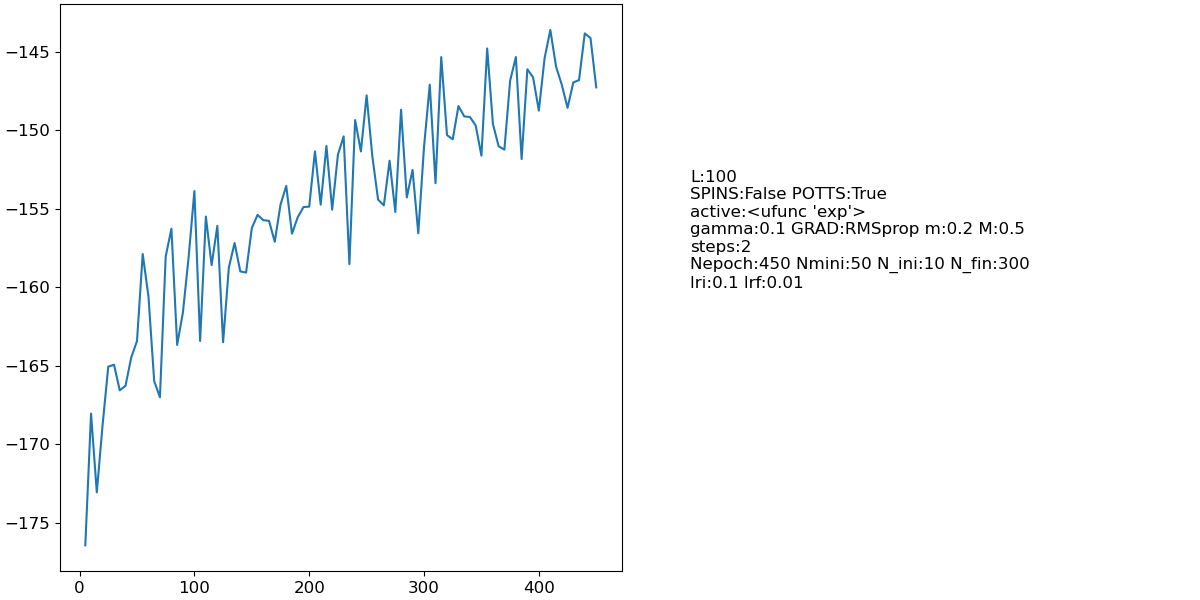 −145
−150
−155
−160
−165
−170
−175
0 100 200 300 400
L:100
SPINS:False POTTS:True
active:<ufunc 'exp'>
gamma:0.1 GRAD:RMSprop m:0.2 M:0.5
steps:2
Nepoch:450 Nmini:50 N_ini:10 N_fin:300
lri:0.1 lrf:0.01